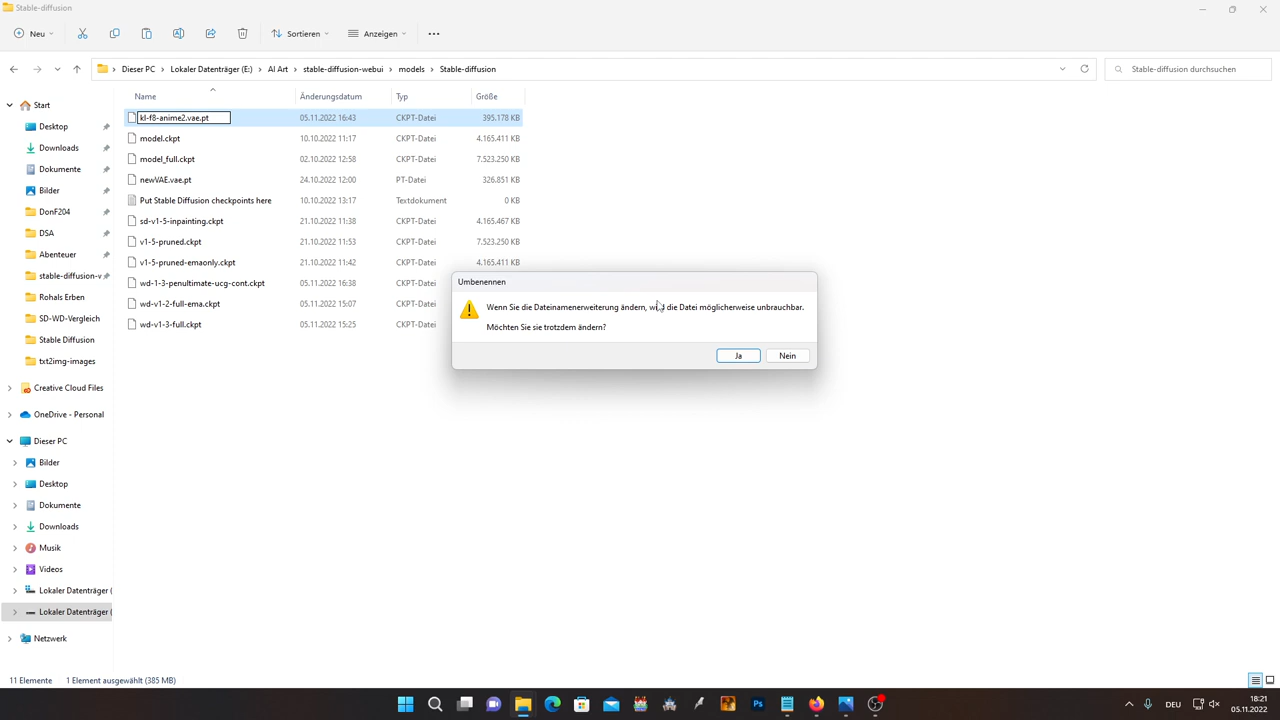 Stable-diffusion
Neu
Sortieren
Anzeigen
Dieser PC
Lokaler Datenträger (E:)
AI Art
stable-diffusion-webui
models
Stable-diffusion
Stable-diffusion durchsuchen
Name Änderungsdatum Typ Größe
kl-f8-anime2.vae.pt 05.11.2022 16:43 CKPT-Datei 395.178 KB
model.ckpt 10.10.2022 11:17 CKPT-Datei 4.165.411 KB
model_full.ckpt 02.10.2022 12:58 CKPT-Datei 7.523.250 KB
newVAE.vae.pt 24.10.2022 12:00 PT-Datei 326.851 KB
Put Stable Diffusion checkpoints here 10.10.2022 13:17 Textdokument 0 KB
sd-v1-5-inpainting.ckpt 21.10.2022 11:38 CKPT-Datei 4.165.467 KB
v1-5-pruned.ckpt 21.10.2022 11:53 CKPT-Datei 7.523.250 KB
v1-5-pruned-emaonly.ckpt 21.10.2022 11:42 CKPT-Datei 4.165.411 KB
wd-1-3-penultimate-ucg-cont.ckpt 05.11.2022 16:38 CKPT-Datei
wd-v1-2-full-ema.ckpt 05.11.2022 15:07 CKPT-Datei
wd-v1-3-full.ckpt 05.11.2022 15:25 CKPT-Datei
Start
Desktop
Downloads
Dokumente
Bilder
DonF204
DSA
Abenteuer
stable-diffusion-v
Rohals Erben
SD-WD-Vergleich
Stable Diffusion
txt2img-images
Creative Cloud Files
OneDrive - Personal
Dieser PC
Bilder
Desktop
Dokumente
Downloads
Musik
Videos
Lokaler Datenträger (
Lokaler Datenträger (
Netzwerk
Umbenennen
Wenn Sie die Dateinamenerweiterung ändern, wird die Datei möglicherweise unbrauchbar.
Möchten Sie sie trotzdem ändern?
Ja
Nein
11 Elemente 1 Element ausgewählt (385 MB)
DEU
18:21
05.11.2022